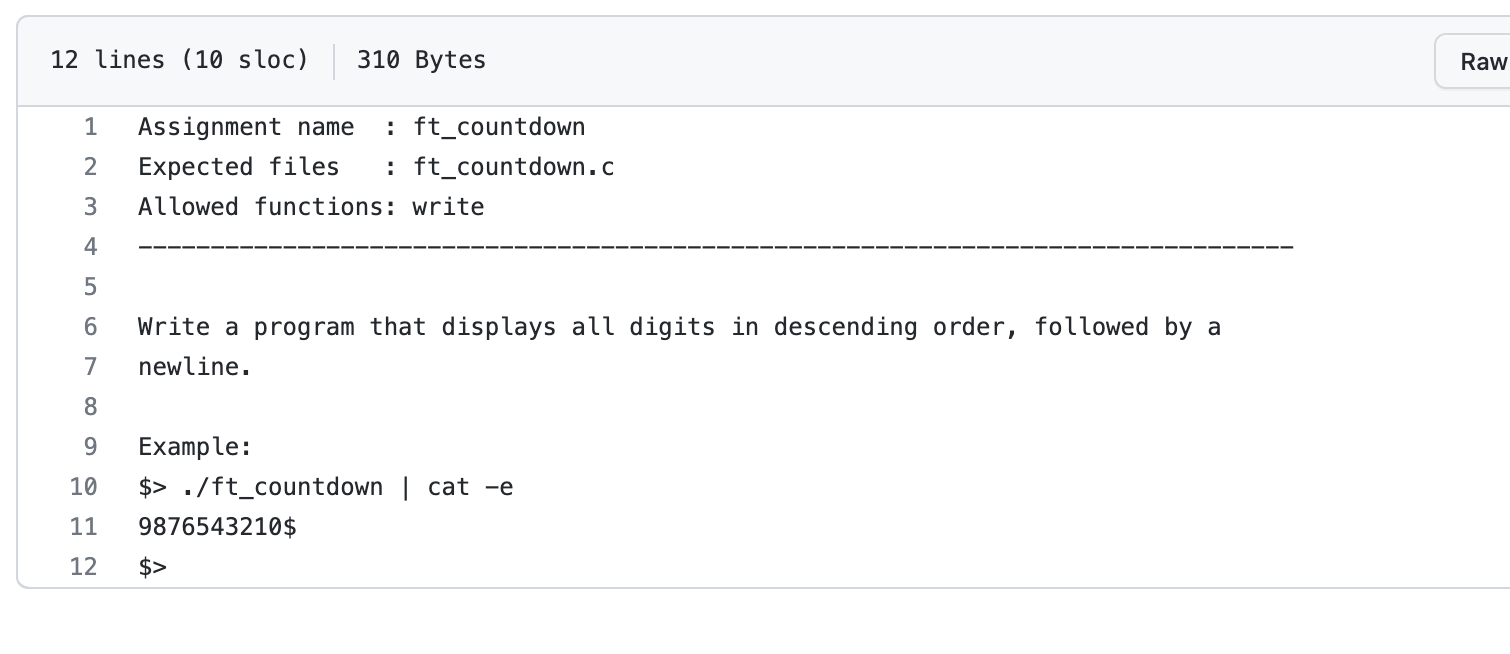 12 lines (10 sloc) 310 Bytes Raw
1 Assignment name  : ft_countdown
2 Expected files   : ft_countdown.c
3 Allowed functions: write
4 --------------------------------------------------------------------------------
5
6 Write a program that displays all digits in descending order, followed by a
7 newline.
8
9 Example:
10 $> ./ft_countdown | cat -e
11 9876543210$
12 $>